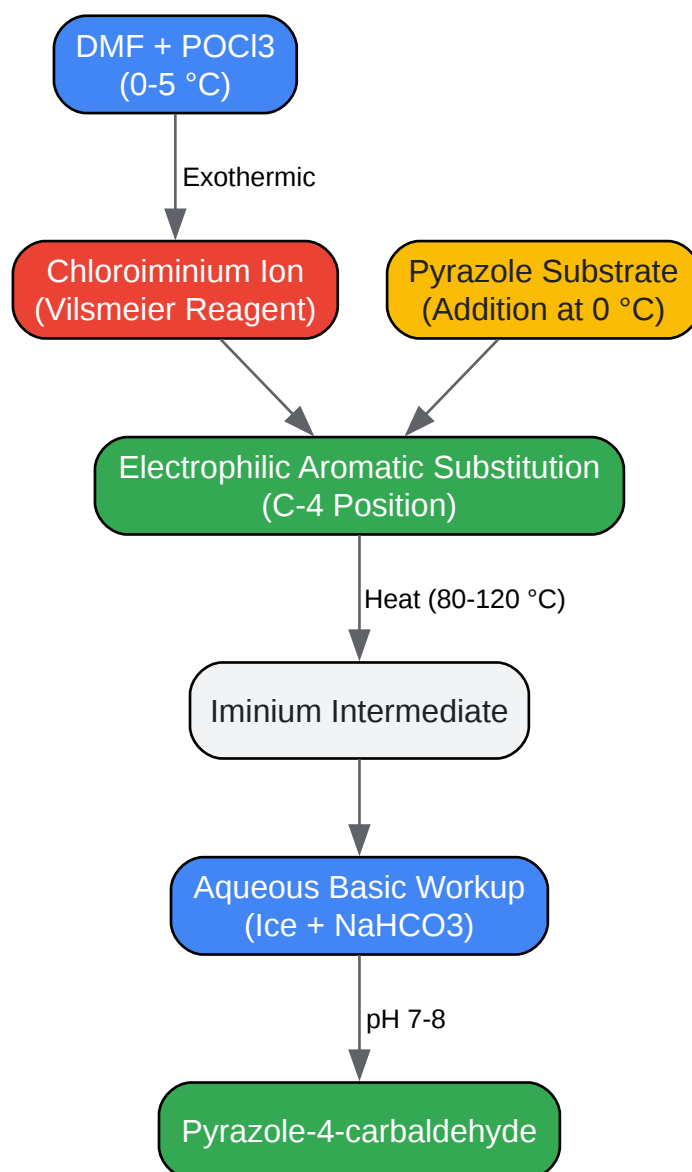 DMF + POCl3
(0-5 °C)
Exothermic
Chloroiminium Ion
(Vilsmeier Reagent)
Pyrazole Substrate
(Addition at 0 °C)
Electrophilic Aromatic Substitution
(C-4 Position)
Heat (80-120 °C)
Iminium Intermediate
Aqueous Basic Workup
(Ice + NaHCO3)
pH 7-8
Pyrazole-4-carbaldehyde